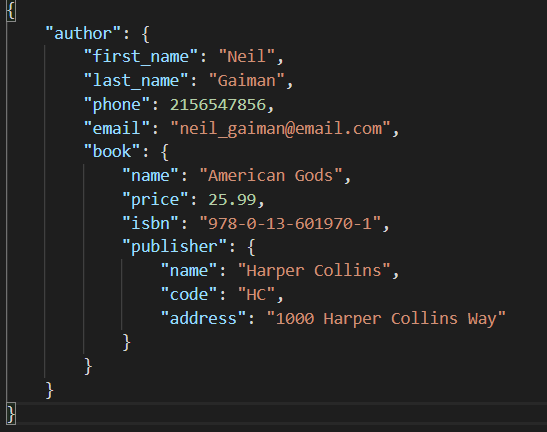 {
    "author": {
        "first_name": "Neil",
        "last_name": "Gaiman",
        "phone": 2156547856,
        "email": "neil_gaiman@email.com",
        "book": {
            "name": "American Gods",
            "price": 25.99,
            "isbn": "978-0-13-601970-1",
            "publisher": {
                "name": "Harper Collins",
                "code": "HC",
                "address": "1000 Harper Collins Way"
            }
        }
    }
}